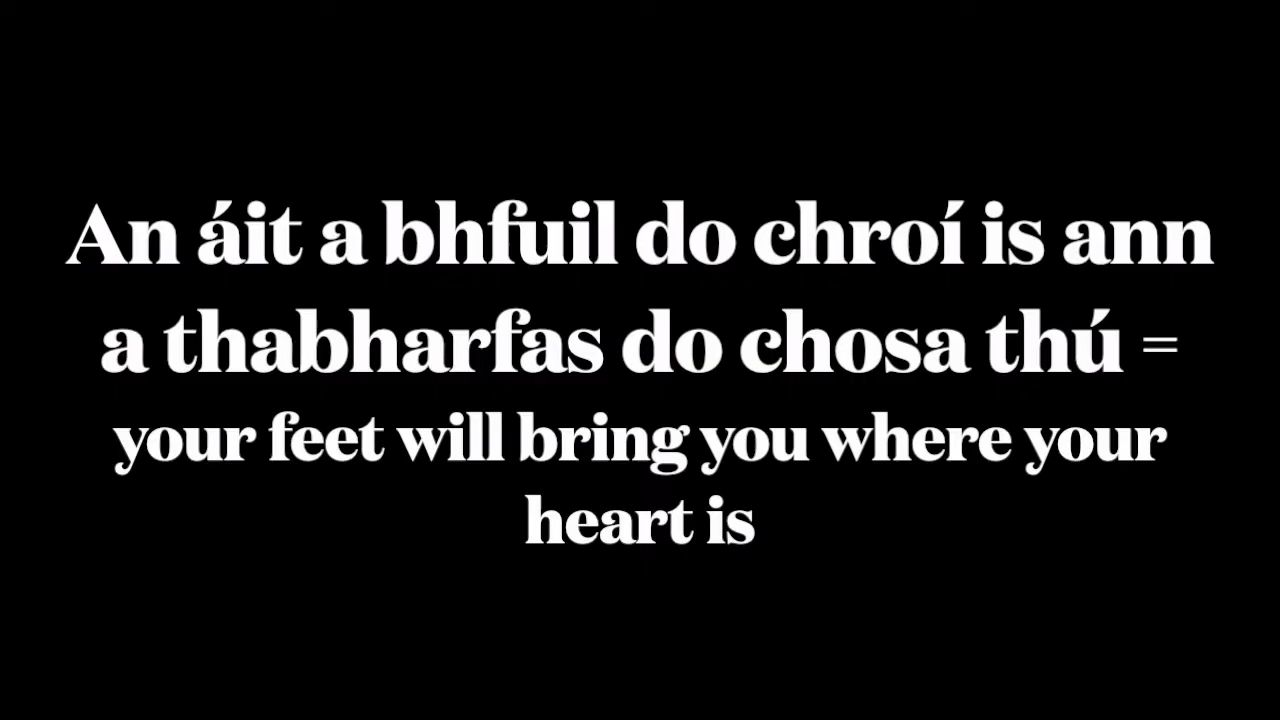 An áit a bhfuil do chroí is ann
a thabharfas do chosa thú =
your feet will bring you where your
heart is